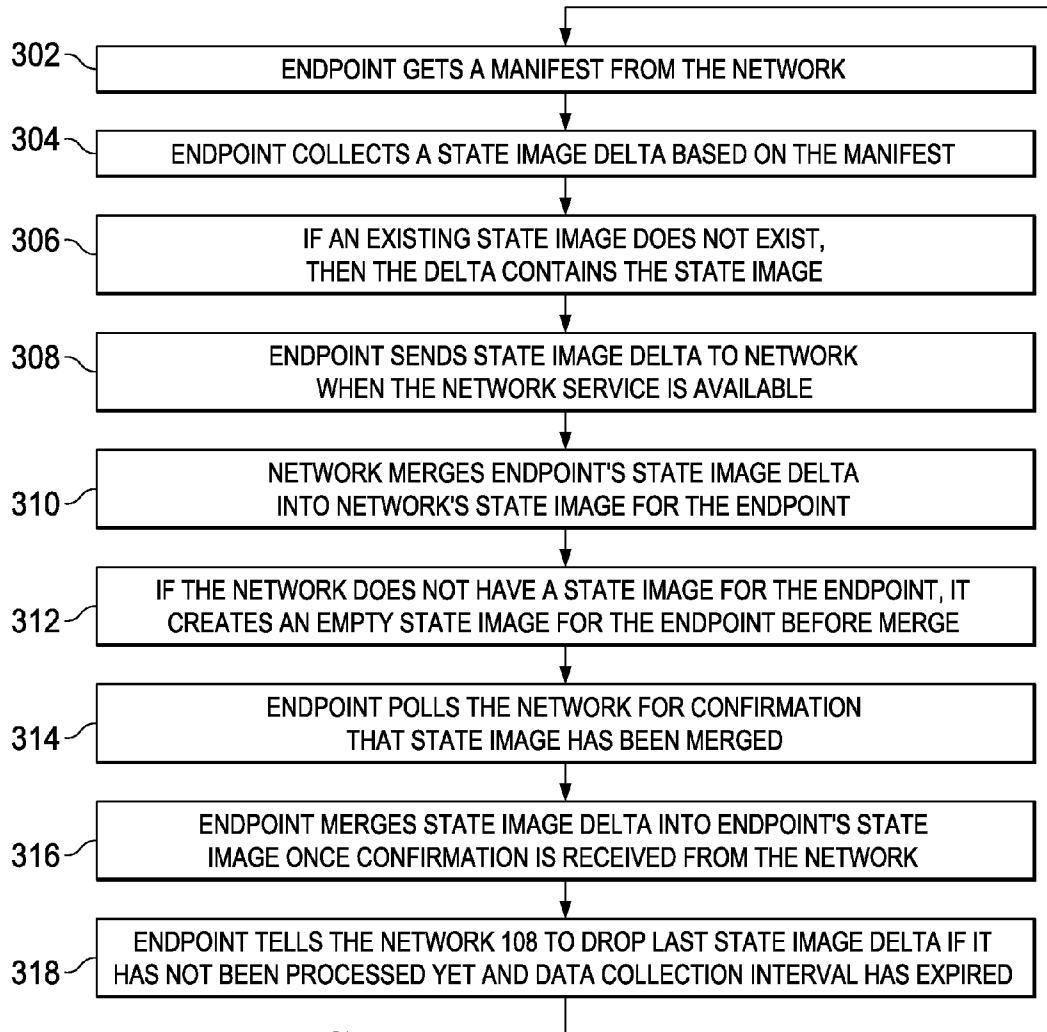 302
ENDPOINT GETS A MANIFEST FROM THE NETWORK
304
ENDPOINT COLLECTS A STATE IMAGE DELTA BASED ON THE MANIFEST
306
IF AN EXISTING STATE IMAGE DOES NOT EXIST,
THEN THE DELTA CONTAINS THE STATE IMAGE
308
ENDPOINT SENDS STATE IMAGE DELTA TO NETWORK
WHEN THE NETWORK SERVICE IS AVAILABLE
310
NETWORK MERGES ENDPOINT'S STATE IMAGE DELTA
INTO NETWORK'S STATE IMAGE FOR THE ENDPOINT
312
IF THE NETWORK DOES NOT HAVE A STATE IMAGE FOR THE ENDPOINT, IT
CREATES AN EMPTY STATE IMAGE FOR THE ENDPOINT BEFORE MERGE
314
ENDPOINT POLLS THE NETWORK FOR CONFIRMATION
THAT STATE IMAGE HAS BEEN MERGED
316
ENDPOINT MERGES STATE IMAGE DELTA INTO ENDPOINT'S STATE
IMAGE ONCE CONFIRMATION IS RECEIVED FROM THE NETWORK
318
ENDPOINT TELLS THE NETWORK 108 TO DROP LAST STATE IMAGE DELTA IF IT
HAS NOT BEEN PROCESSED YET AND DATA COLLECTION INTERVAL HAS EXPIRED